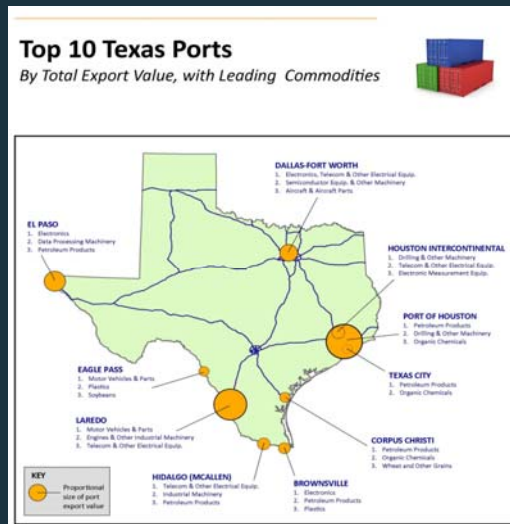 Top 10 Texas Ports
By Total Export Value, with Leading Commodities
DALLAS-FORT WORTH
1. Electronics, Telecom & Other Electrical Equip.
2. Semiconductor Equip. & Other Machinery
3. Aircraft & Aircraft Parts
EL PASO
1. Electronics
2. Data Processing Machinery
3. Petroleum Products
HOUSTON INTERCONTINENTAL
1. Drilling & Other Machinery
2. Telecom & Other Electrical Equip.
3. Electronic Measurement Equip.
PORT OF HOUSTON
1. Petroleum Products
2. Drilling & Other Machinery
3. Organic Chemicals
TEXAS CITY
1. Petroleum Products
2. Organic Chemicals
EAGLE PASS
1. Motor Vehicles & Parts
2. Plastics
3. Soybeans
LAREDO
1. Motor Vehicles & Parts
2. Engines & Other Industrial Machinery
3. Telecom & Other Electrical Equip.
CORPUS CHRISTI
1. Petroleum Products
2. Organic Chemicals
3. Wheat and Other Grains
HIDALGO (MCALLEN)
1. Telecom & Other Electrical Equip.
2. Industrial Machinery
3. Petroleum Products
BROWNSVILLE
1. Electronics
2. Petroleum Products
3. Plastics
KEY
Proportional
size of port
export value